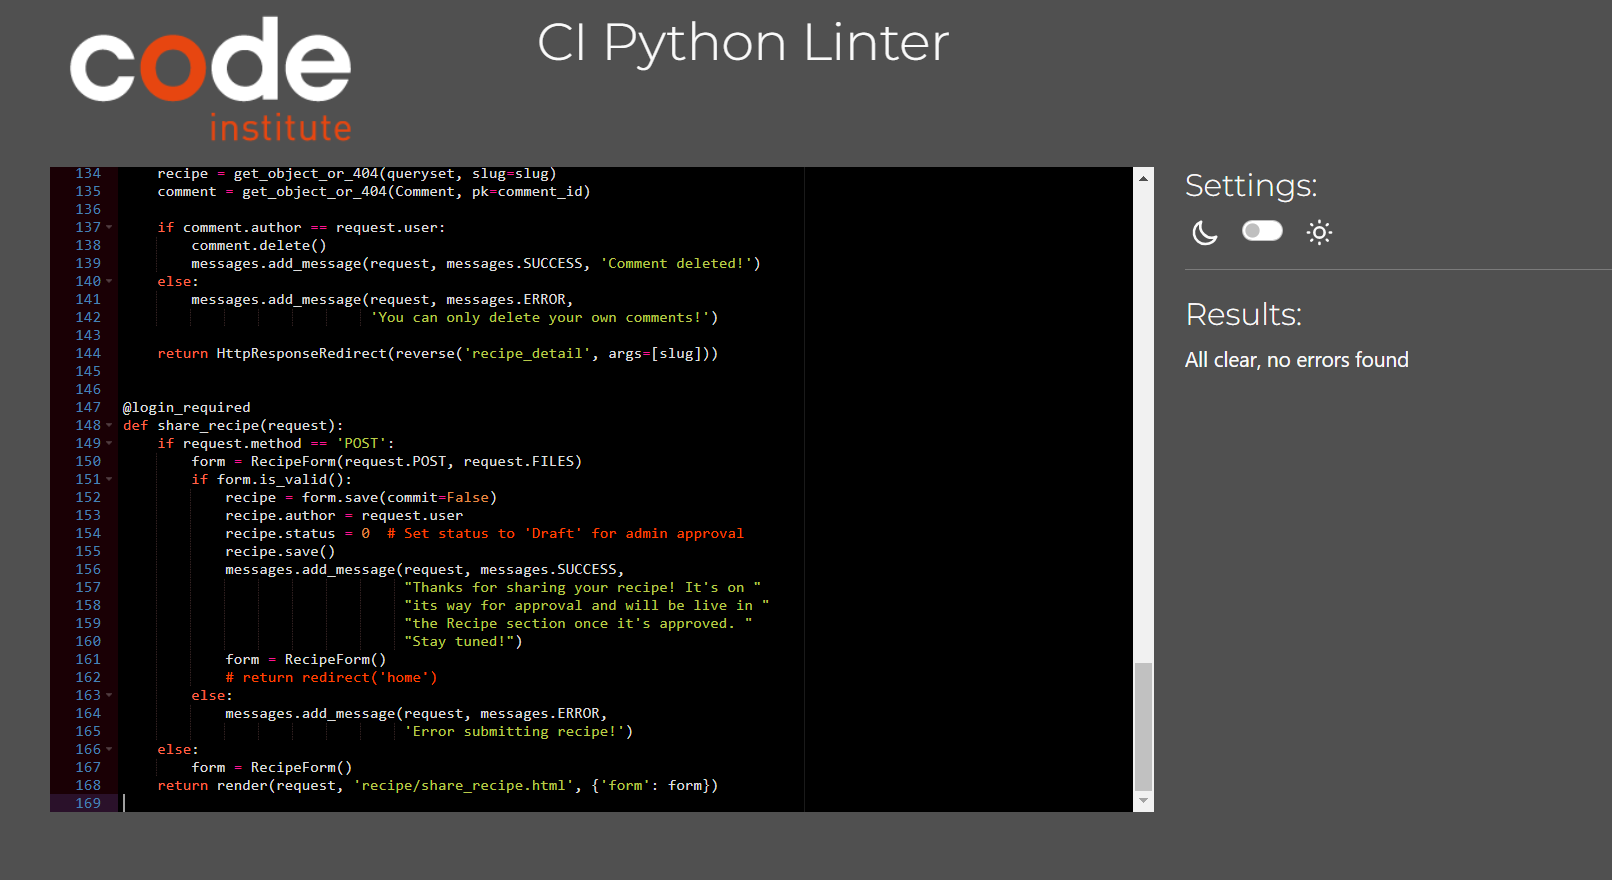 code
institute
CI Python Linter
134     recipe = get_object_or_404(queryset, slug=slug)
135     comment = get_object_or_404(Comment, pk=comment_id)
136
137     if comment.author == request.user:
138         comment.delete()
139         messages.add_message(request, messages.SUCCESS, 'Comment deleted!')
140     else:
141         messages.add_message(request, messages.ERROR,
142                              'You can only delete your own comments!')
143
144     return HttpResponseRedirect(reverse('recipe_detail', args=[slug]))
145
146
147 @login_required
148 def share_recipe(request):
149     if request.method == 'POST':
150         form = RecipeForm(request.POST, request.FILES)
151         if form.is_valid():
152             recipe = form.save(commit=False)
153             recipe.author = request.user
154             recipe.status = 0  # Set status to 'Draft' for admin approval
155             recipe.save()
156             messages.add_message(request, messages.SUCCESS,
157                                  "Thanks for sharing your recipe! It's on "
158                                  "its way for approval and will be live in "
159                                  "the Recipe section once it's approved. "
160                                  "Stay tuned!")
161             form = RecipeForm()
162             # return redirect('home')
163         else:
164             messages.add_message(request, messages.ERROR,
165                                  'Error submitting recipe!')
166     else:
167         form = RecipeForm()
168     return render(request, 'recipe/share_recipe.html', {'form': form})
169
Settings:
Results:
All clear, no errors found